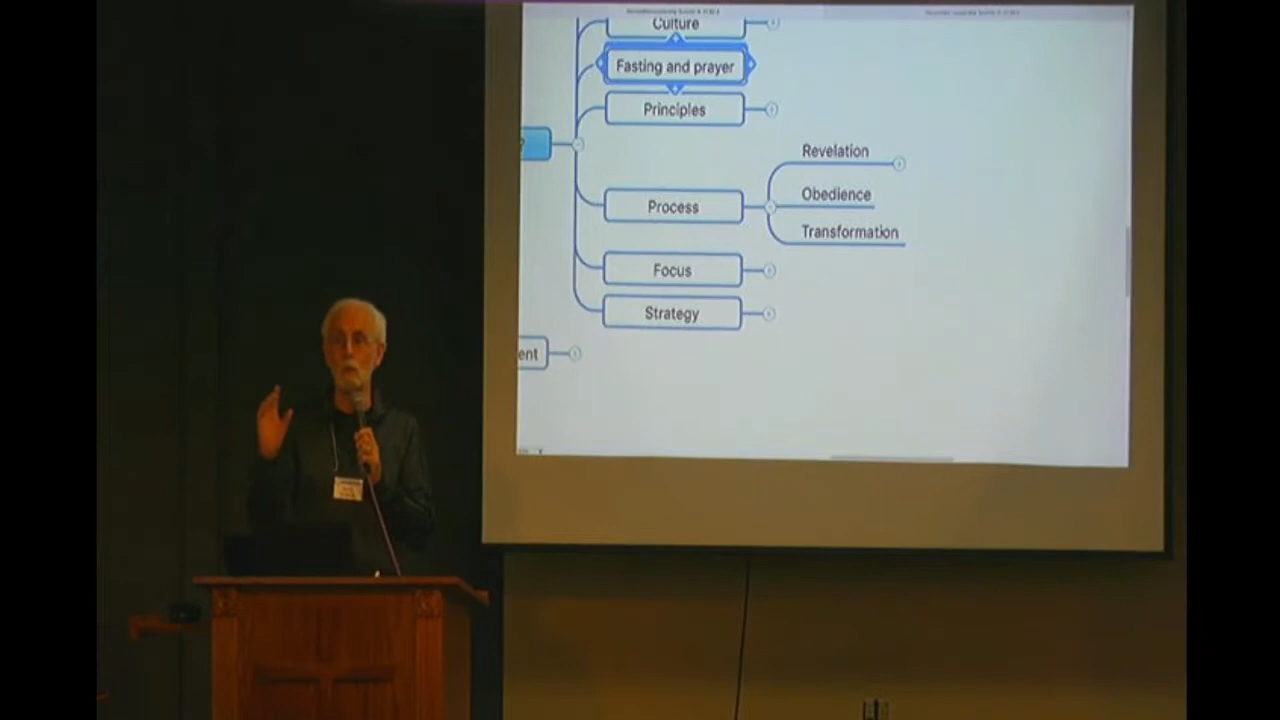 Culture
Fasting and prayer
Principles
?
Revelation
Obedience
Process
Transformation
Focus
Strategy
ent